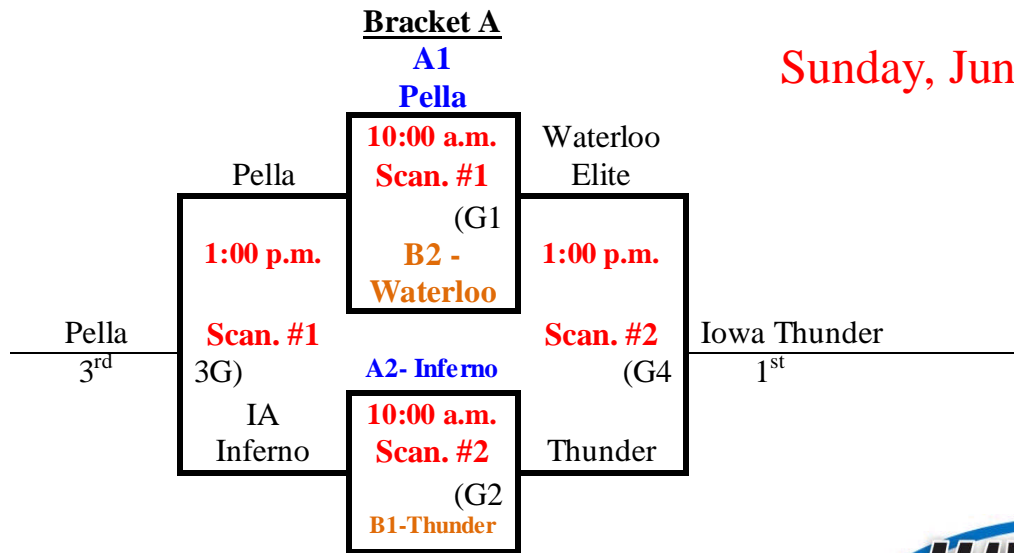 Bracket A
A1
Pella
Sunday, Jun
10:00 a.m.
Scan. #1
(G1
B2 -
Waterloo
Pella
Waterloo
Elite
1:00 p.m.
Scan. #1
3G)
1:00 p.m.
Scan. #2
(G4
Pella
3rd
Iowa Thunder
1st
A2- Inferno
10:00 a.m.
Scan. #2
(G2
B1-Thunder
IA
Inferno
Thunder